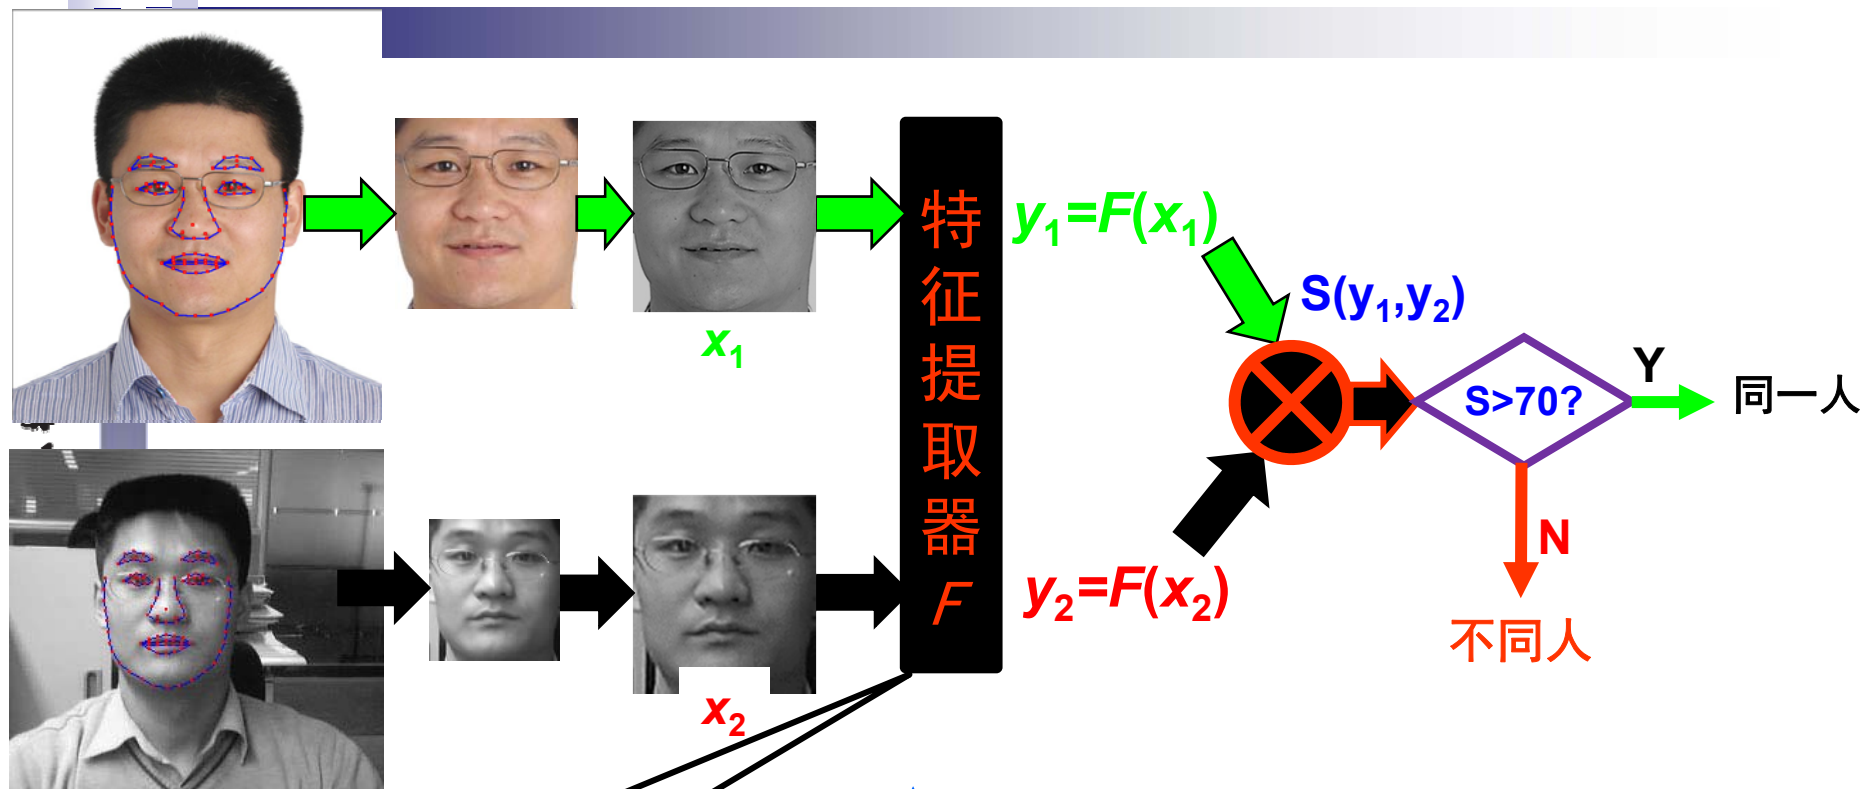 特征提取器F
x₁
x₂
y₁=F(x₁)
y₂=F(x₂)
S(y₁,y₂)
S>70?
Y
同一人
N
不同人